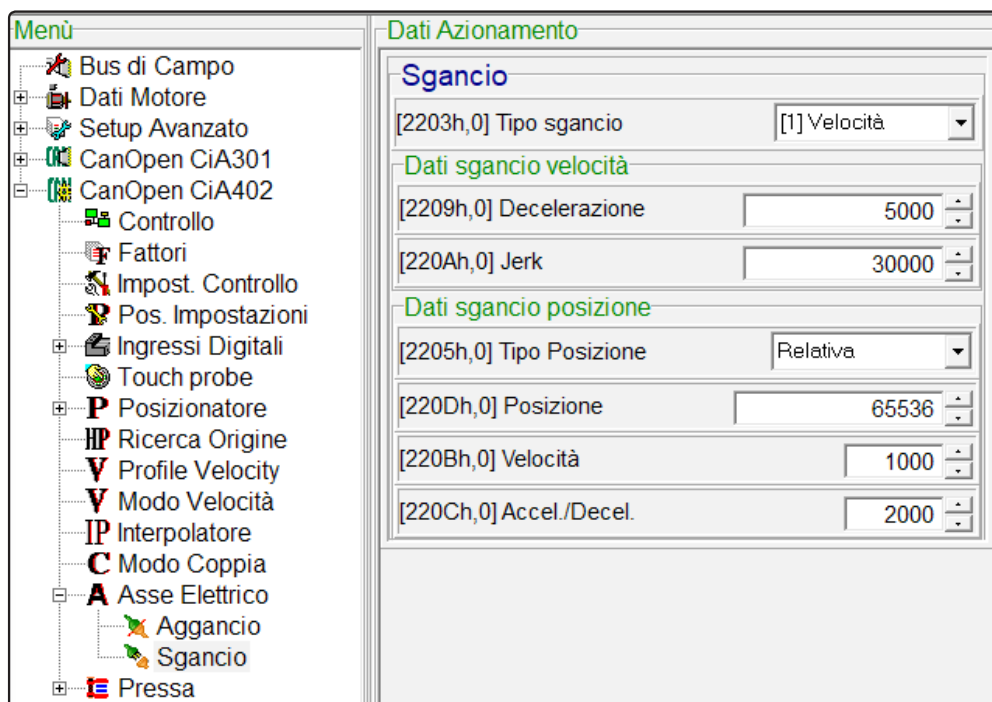 Menù
Bus di Campo
Dati Motore
Setup Avanzato
CanOpen CiA301
CanOpen CiA402
Controllo
Fattori
Impost. Controllo
Pos. Impostazioni
Ingressi Digitali
Touch probe
Posizionatore
Ricerca Origine
Profile Velocity
Modo Velocità
Interpolatore
Modo Coppia
Asse Elettrico
Aggancio
Sgancio
Pressa
Dati Azionamento
Sgancio
[2203h,0] Tipo sgancio [1] Velocità
Dati sgancio velocità
[2209h,0] Decelerazione 5000
[220Ah,0] Jerk 30000
Dati sgancio posizione
[2205h,0] Tipo Posizione Relativa
[220Dh,0] Posizione 65536
[220Bh,0] Velocità 1000
[220Ch,0] Accel./Decel. 2000